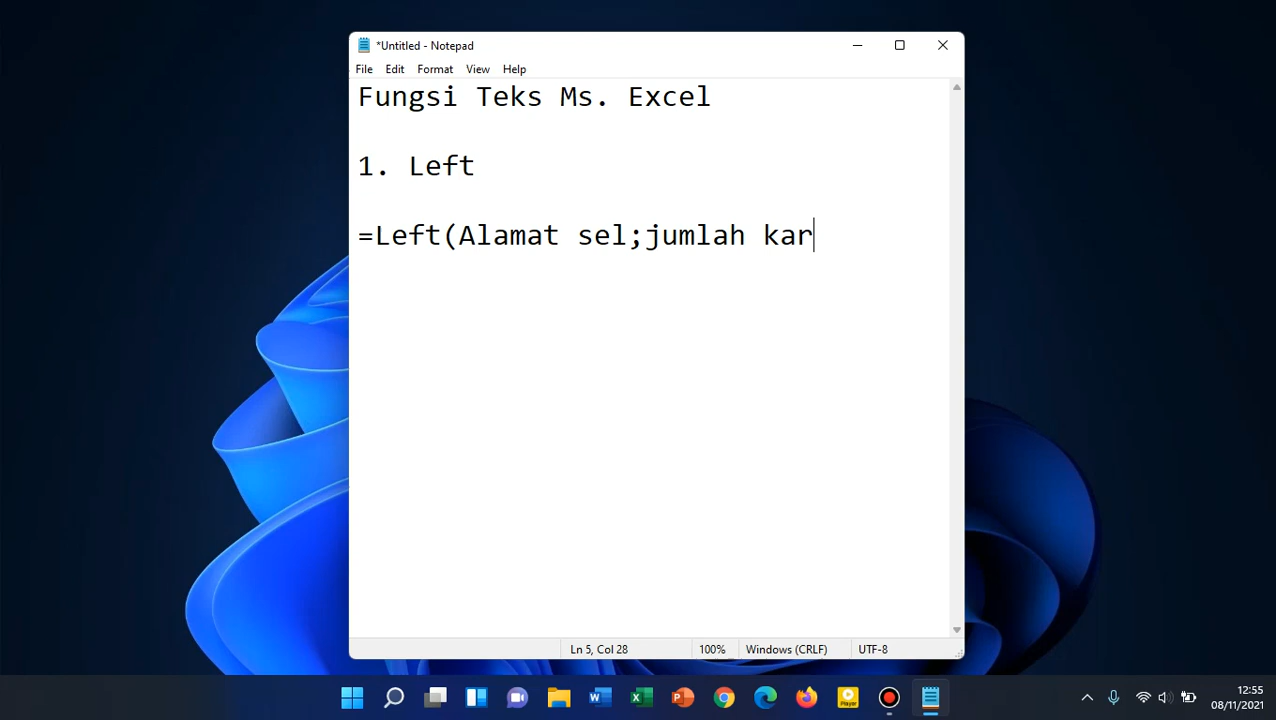 *Untitled - Notepad
File Edit Format View Help
Fungsi Teks Ms. Excel
1. Left
=Left(Alamat sel;jumlah kar
Ln 5, Col 28 100% Windows (CRLF) UTF-8
Player
12:55
08/11/2021